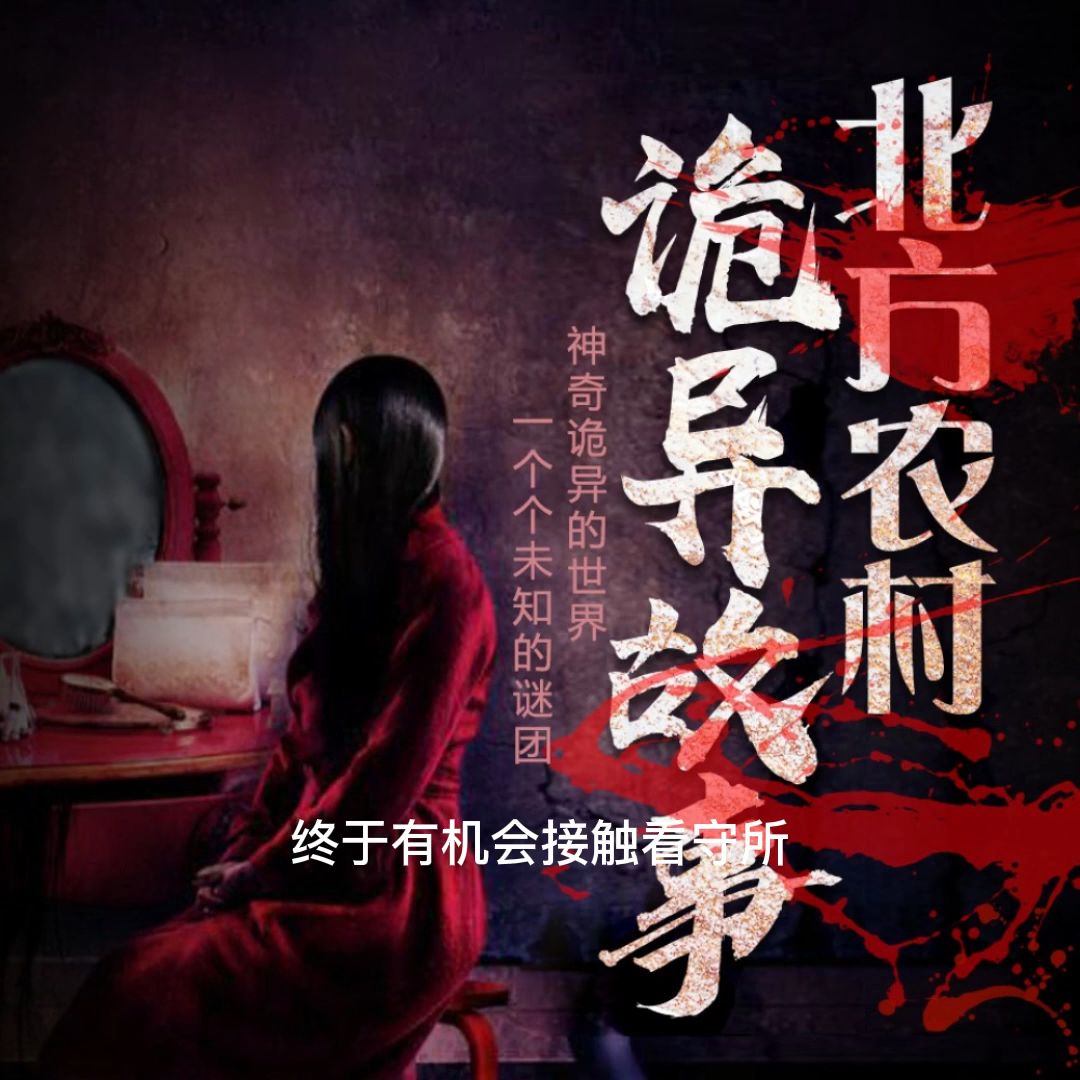 北方农村
诡异故事
神奇诡异的世界
一个个未知的谜团
终于有机会接触看守所